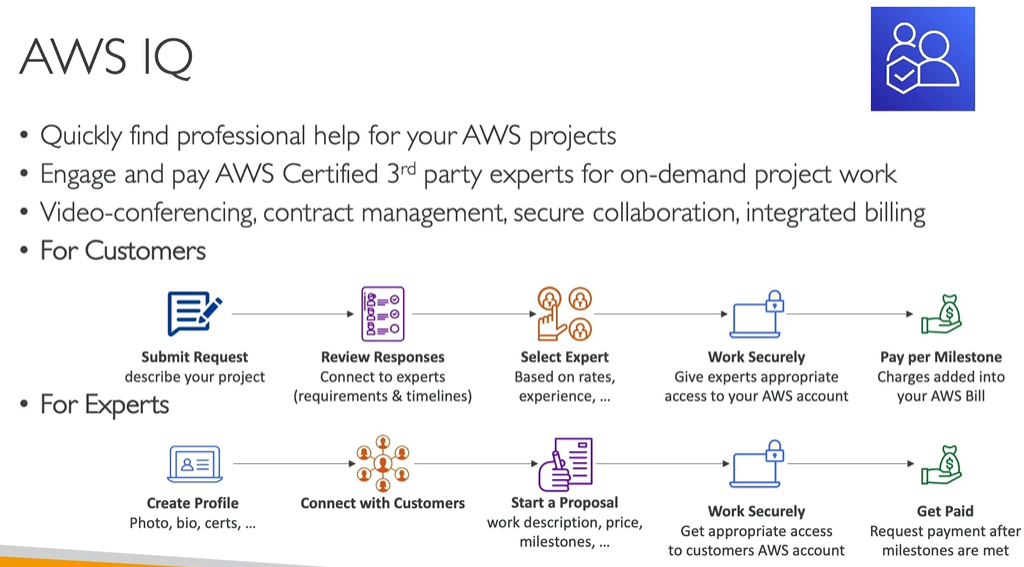 AWS IQ
• Quickly find professional help for your AWS projects
• Engage and pay AWS Certified 3rd party experts for on-demand project work
• Video-conferencing, contract management, secure collaboration, integrated billing
• For Customers
Submit Request
describe your project
Review Responses
Connect to experts
(requirements & timelines)
Select Expert
Based on rates,
experience, ...
Work Securely
Give experts appropriate
access to your AWS account
Pay per Milestone
Charges added into
your AWS Bill
• For Experts
Create Profile
Photo, bio, certs, ...
Connect with Customers
Start a Proposal
work description, price,
milestones, ...
Work Securely
Get appropriate access
to customers AWS account
Get Paid
Request payment after
milestones are met